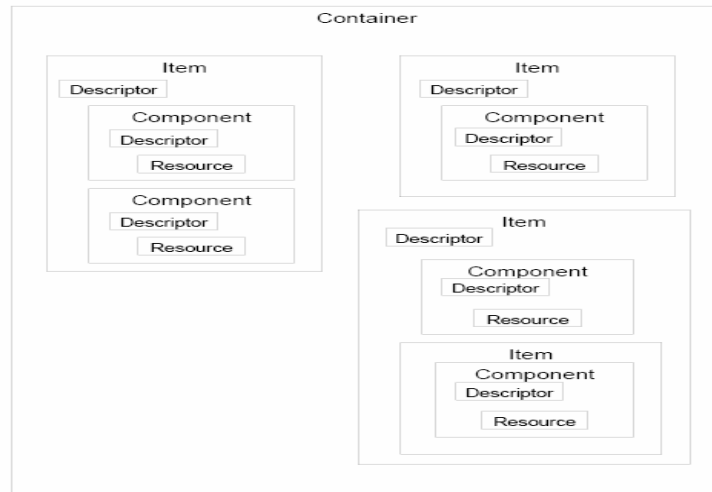 Container
Item
Descriptor
Component
Descriptor
Resource
Component
Descriptor
Resource
Item
Descriptor
Component
Descriptor
Resource
Item
Descriptor
Component
Descriptor
Resource
Item
Component
Descriptor
Resource